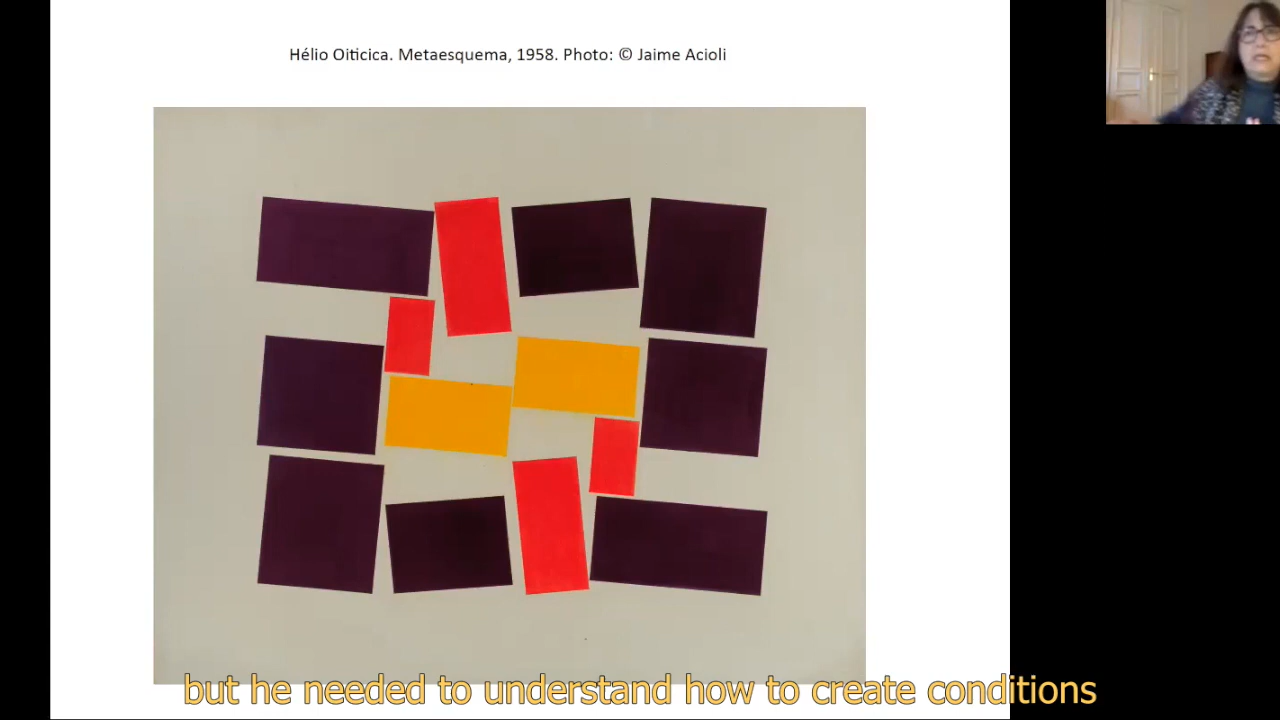 Hélio Oiticica. Metaesquema, 1958. Photo: © Jaime Acioli
but he needed to understand how to create conditions